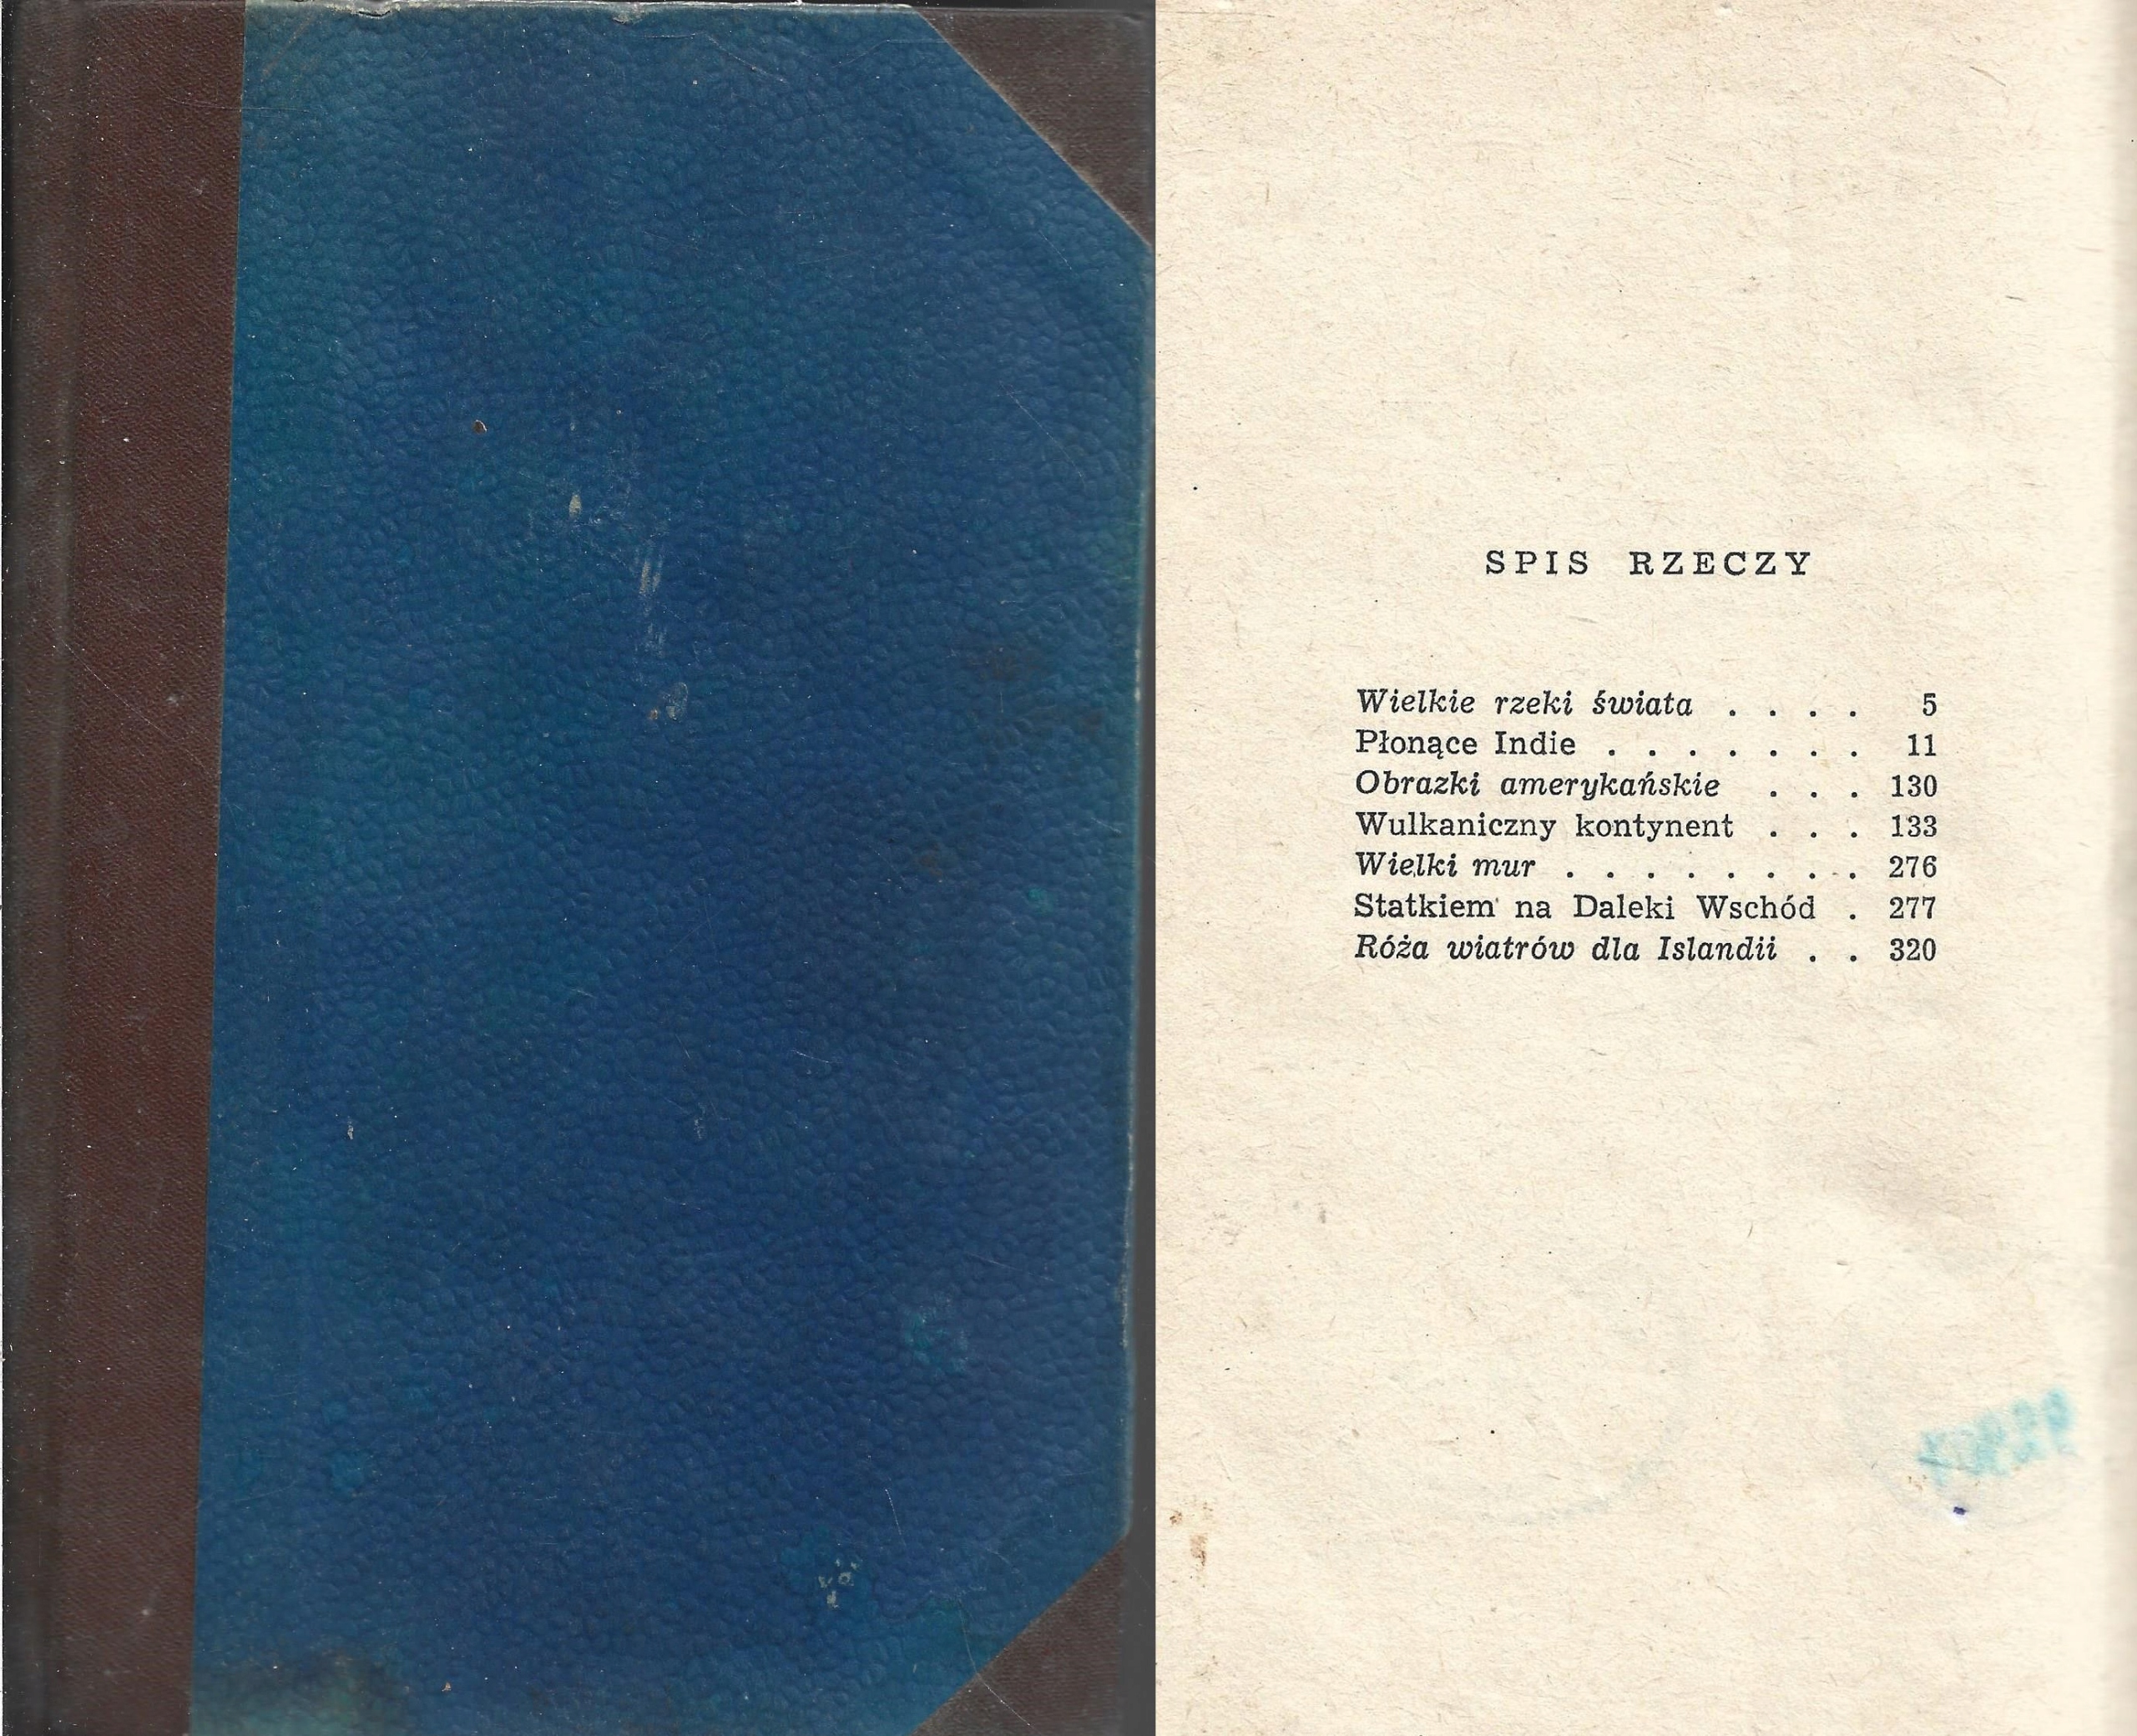 SPIS RZECZY
Wielkie rzeki świata . . . . 5
Płonące Indie . . . . . . . 11
Obrazki amerykańskie . . . 130
Wulkaniczny kontynent . . . 133
Wielki mur . . . . . . . . 276
Statkiem na Daleki Wschód . 277
Róża wiatrów dla Islandii . . 320